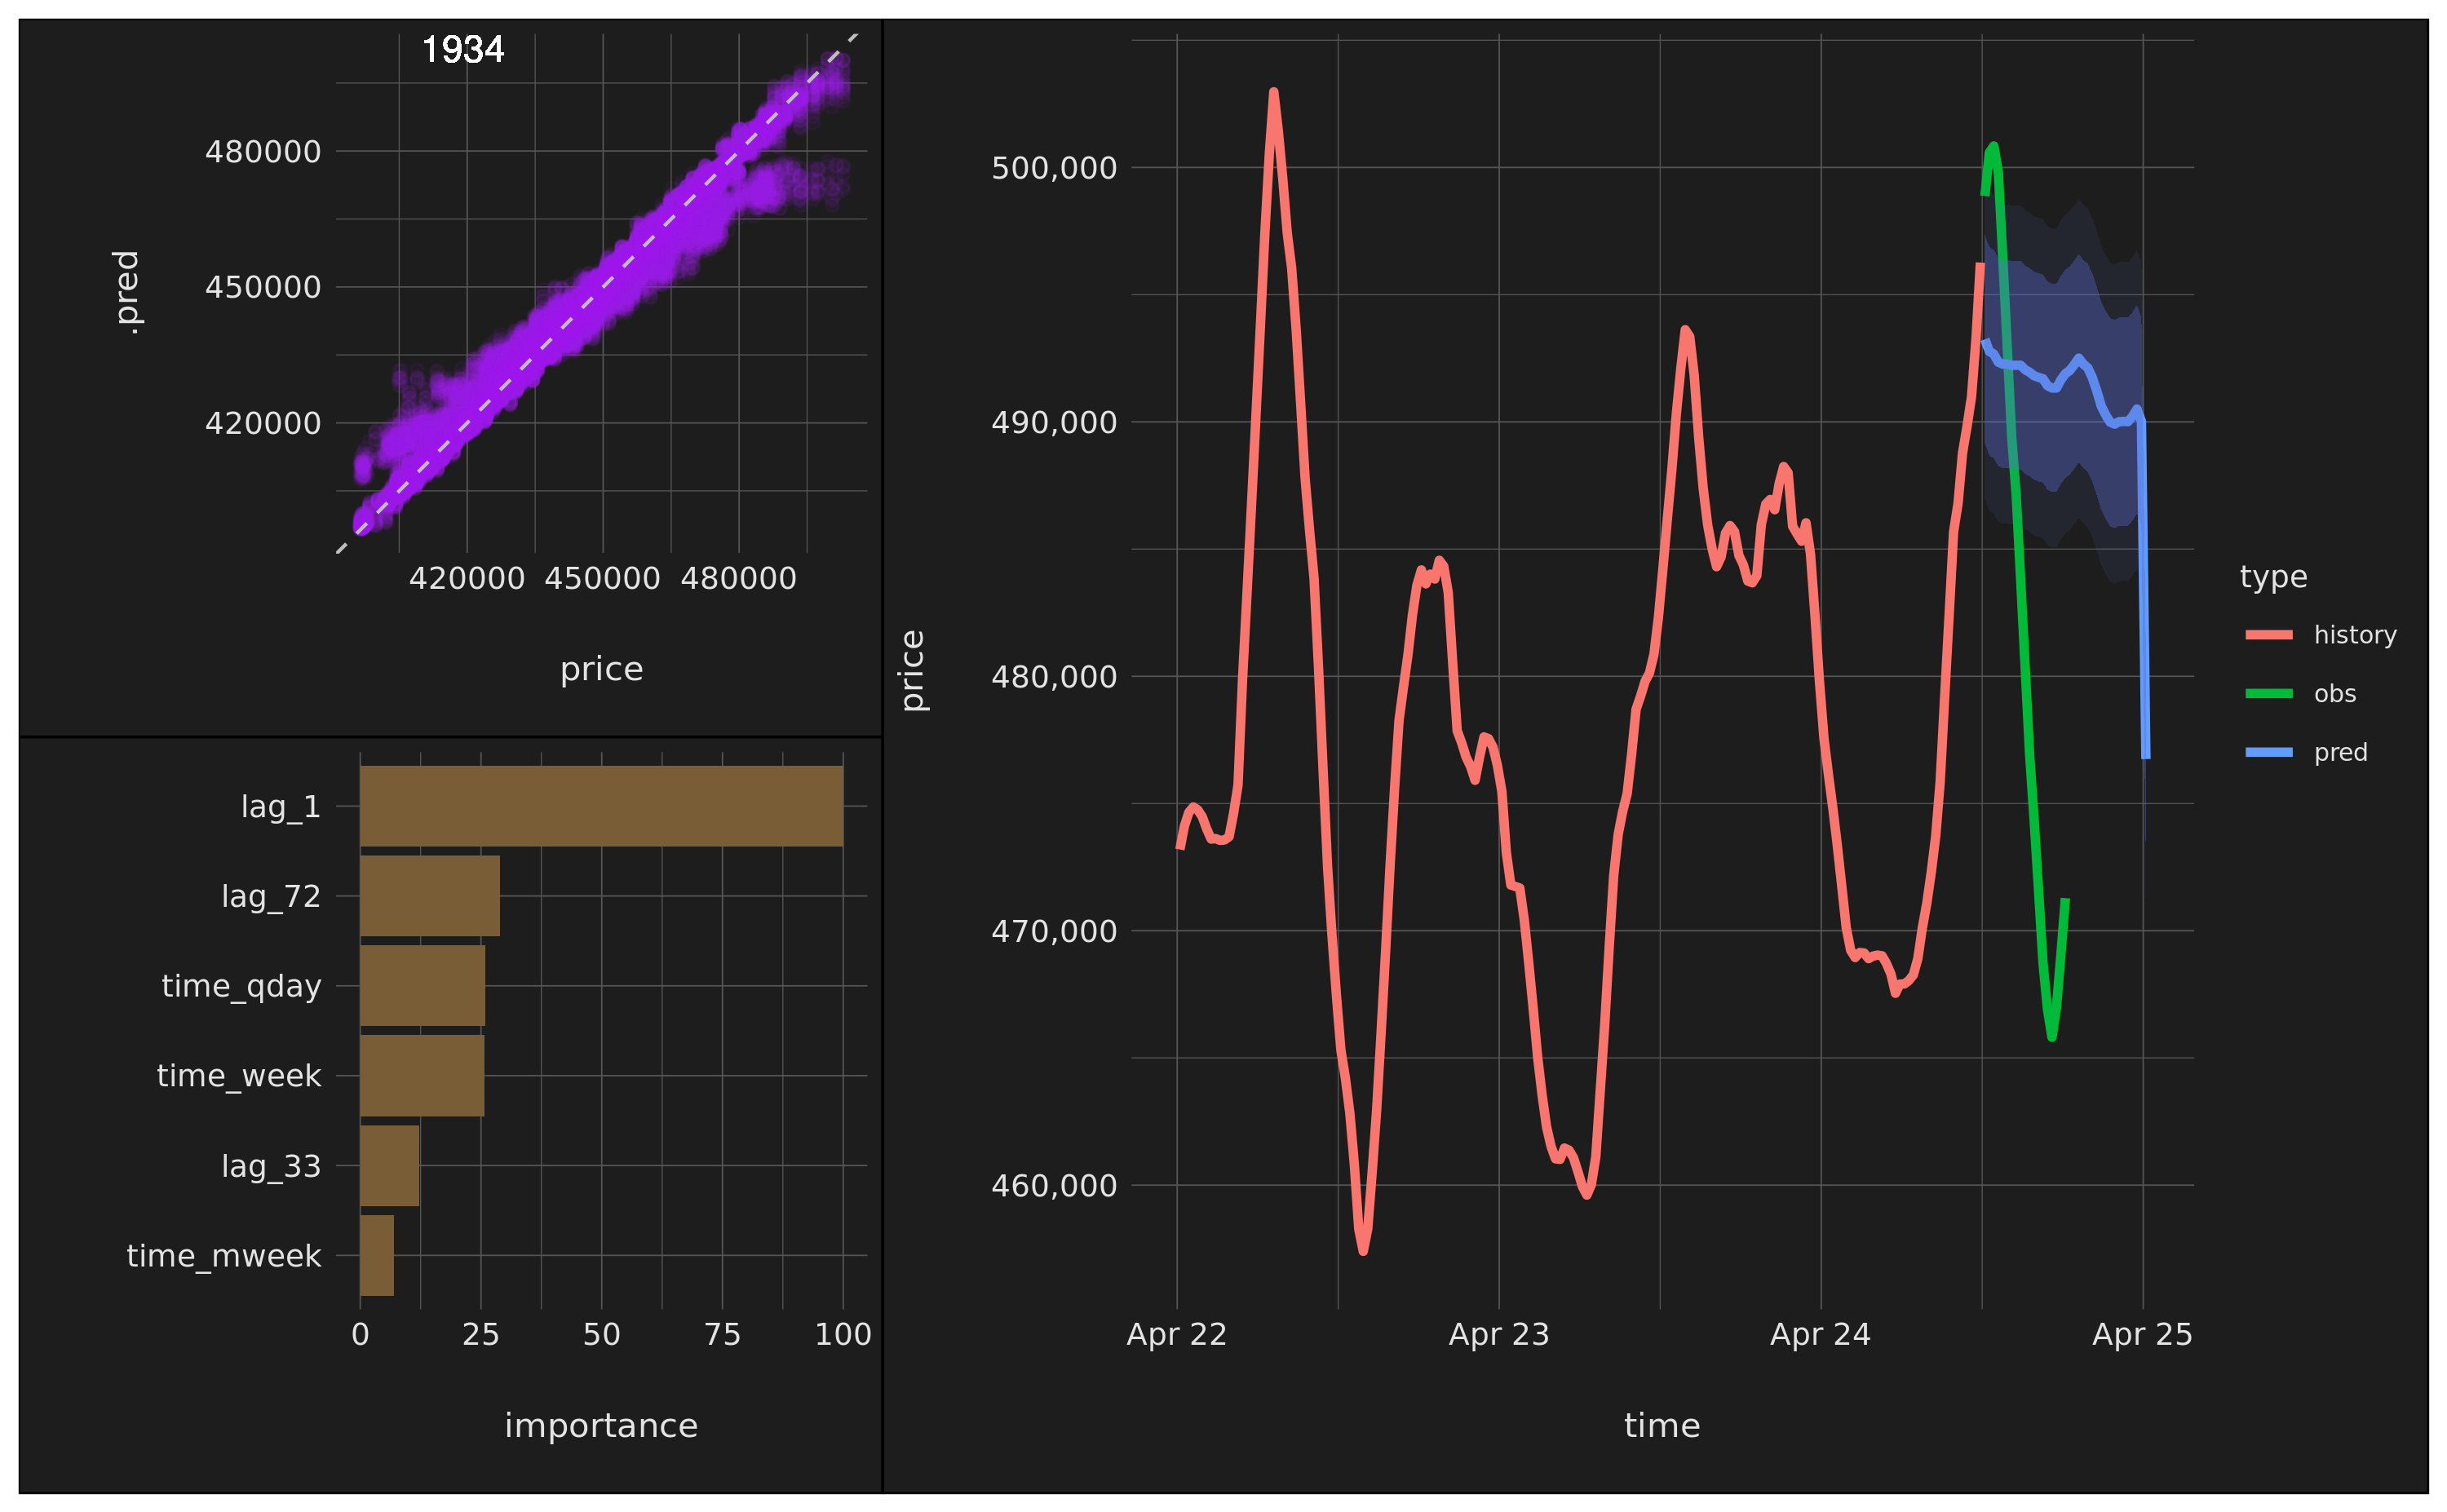 1934
.pred
480000
450000
420000
420000 450000 480000
price
lag_1
lag_72
time_qday
time_week
lag_33
time_mweek
0 25 50 75 100
importance
price
500,000
490,000
480,000
470,000
460,000
Apr 22 Apr 23 Apr 24 Apr 25
time
type
history
obs
pred